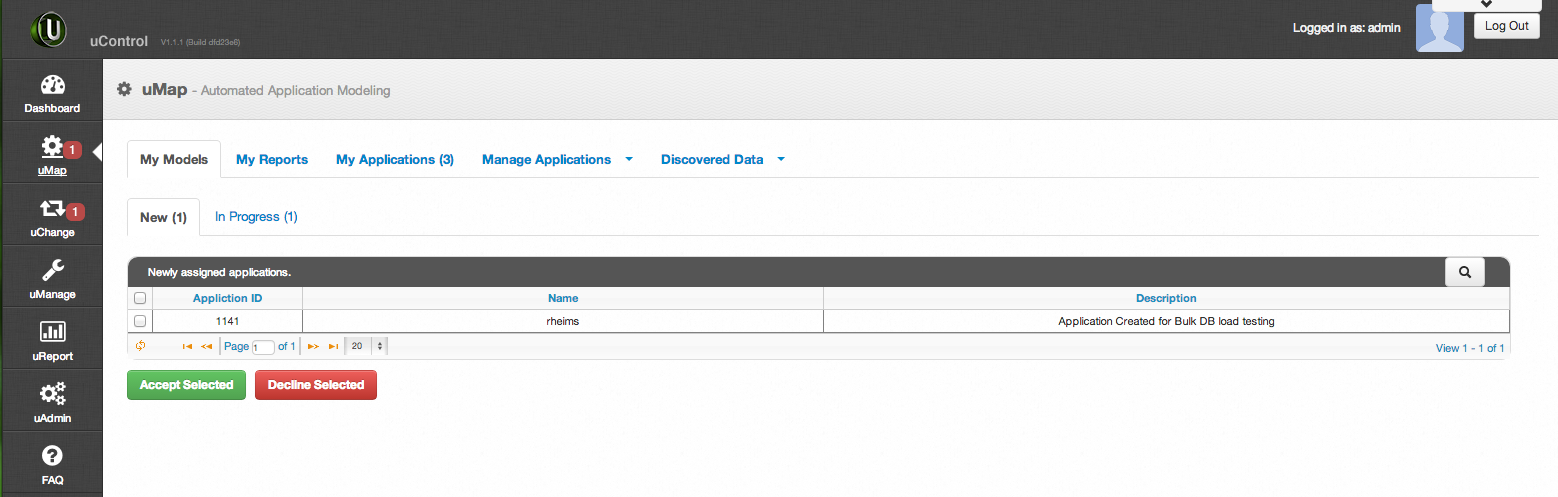 U
uControl V1.1.1 (Build dfd23e6)
Logged in as: admin
Log Out
Dashboard
1
uMap
1
uChange
uManage
uReport
uAdmin
?
FAQ
uMap - Automated Application Modeling
My Models My Reports My Applications (3) Manage Applications Discovered Data
New (1) In Progress (1)
Newly assigned applications.
Appliction ID Name Description
1141 rheims Application Created for Bulk DB load testing
Page 1 of 1 20 View 1 - 1 of 1
Accept Selected Decline Selected